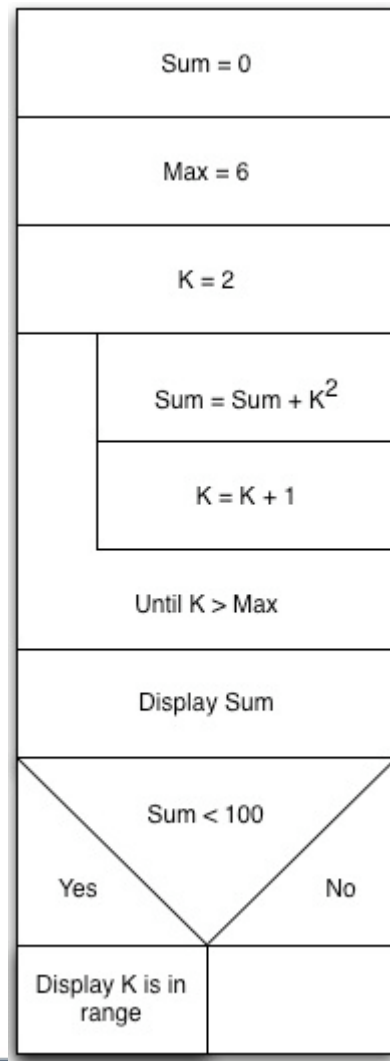 Sum = 0
Max = 6
K = 2
Sum = Sum + K²
K = K + 1
Until K > Max
Display Sum
Sum < 100
Yes
No
Display K is in
range